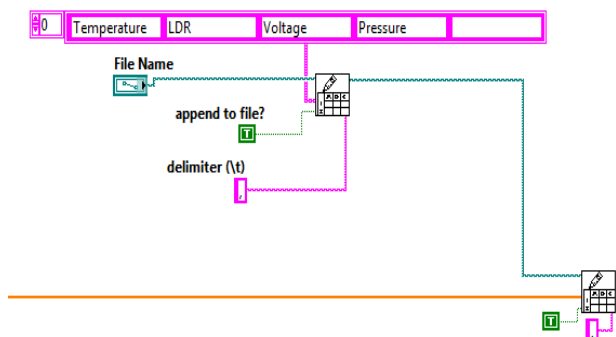 0 Temperature LDR Voltage Pressure
File Name
append to file?
T
delimiter (\t)
,
T